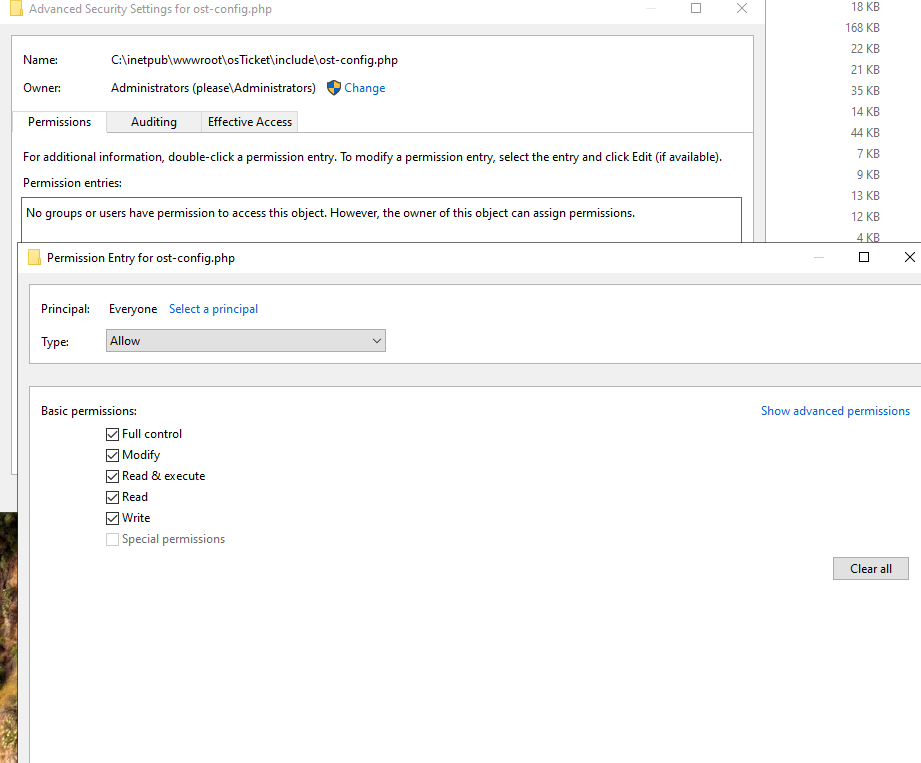 Advanced Security Settings for ost-config.php
18 KB
168 KB
22 KB
21 KB
35 KB
14 KB
44 KB
7 KB
9 KB
13 KB
12 KB
4 KB
Name: C:\inetpub\wwwroot\osTicket\include\ost-config.php
Owner: Administrators (please\Administrators) Change
Permissions Auditing Effective Access
For additional information, double-click a permission entry. To modify a permission entry, select the entry and click Edit (if available).
Permission entries:
No groups or users have permission to access this object. However, the owner of this object can assign permissions.
Permission Entry for ost-config.php
Principal: Everyone Select a principal
Type: Allow
Basic permissions: Show advanced permissions
Full control
Modify
Read & execute
Read
Write
Special permissions
Clear all